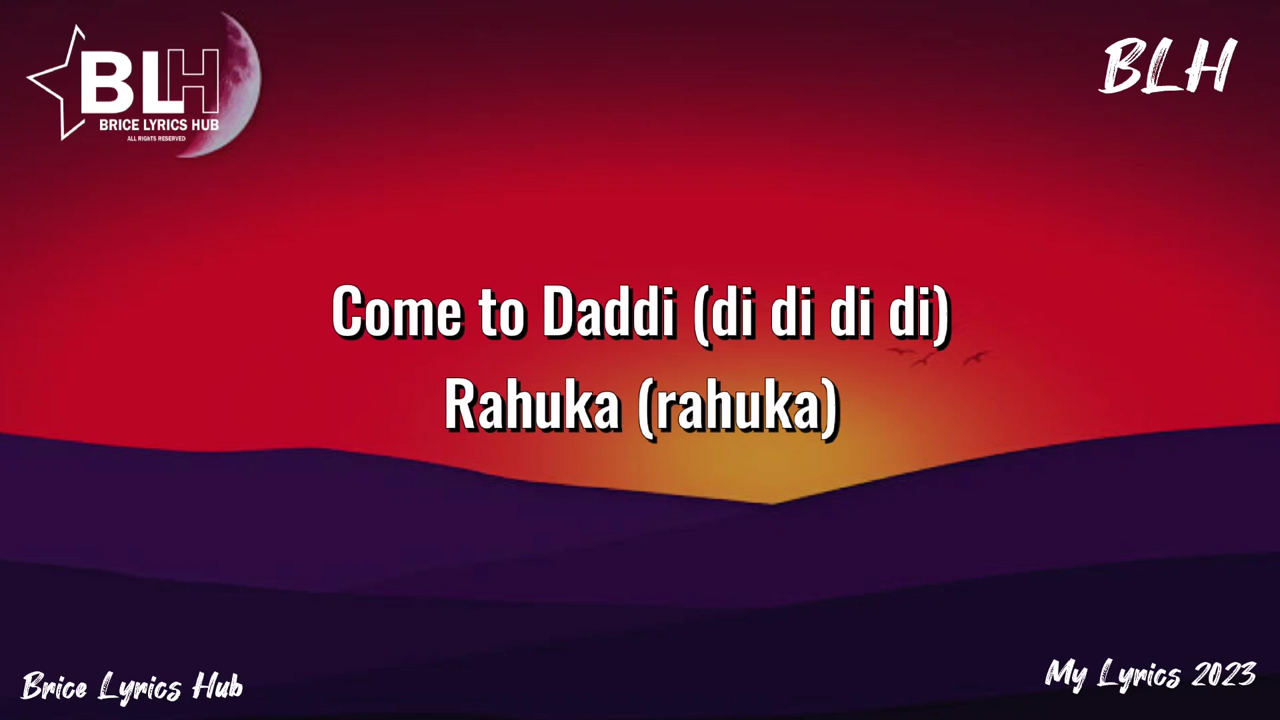 BLH
BRICE LYRICS HUB
ALL RIGHTS RESERVED
BLH
Come to Daddi (di di di di)
Rahuka (rahuka)
Brice Lyrics Hub
My Lyrics 2023